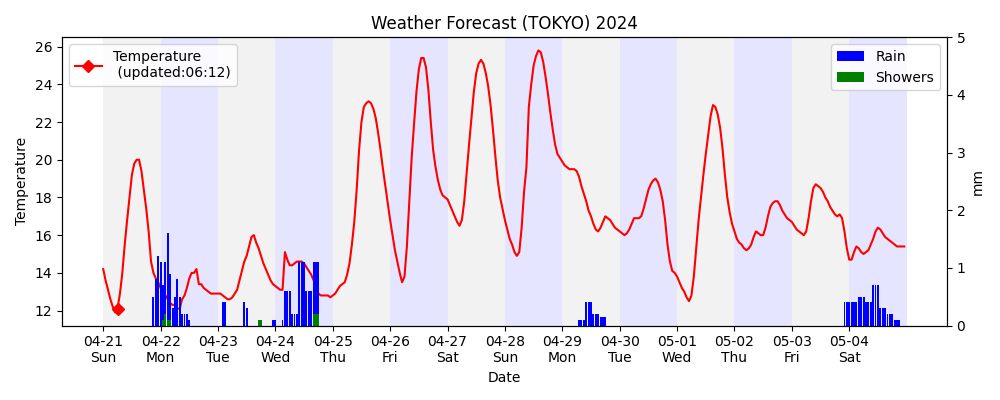 Weather Forecast (TOKYO) 2024
Temperature
(updated:06:12)
Rain
Showers
26
24
22
20
18
16
14
12
Temperature
5
4
3
2
1
0
mm
04-21 04-22 04-23 04-24 04-25 04-26 04-27 04-28 04-29 04-30 05-01 05-02 05-03 05-04
Sun Mon Tue Wed Thu Fri Sat Sun Mon Tue Wed Thu Fri Sat
Date